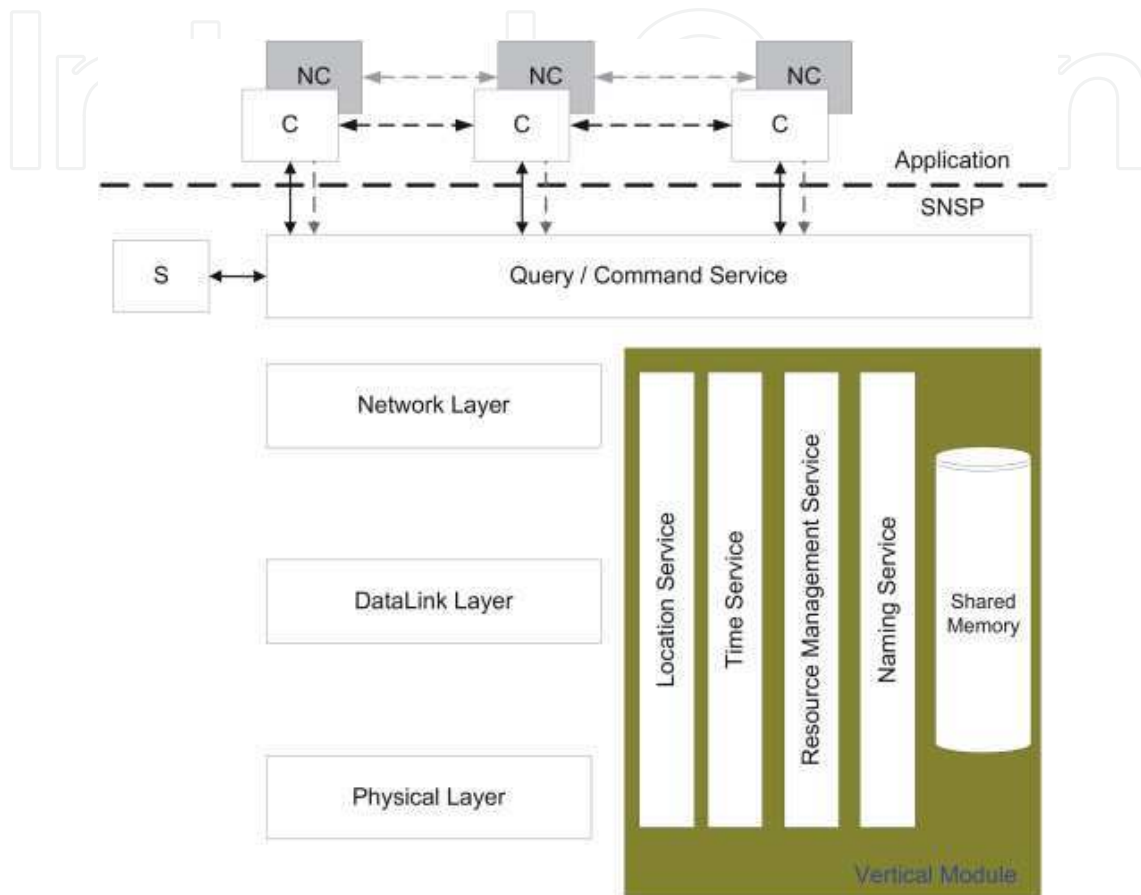 NC
NC
NC
C
C
C
Application
SNSP
S
Query / Command Service
Network Layer
DataLink Layer
Physical Layer
Location Service
Time Service
Resource Management Service
Naming Service
Shared
Memory
Vertical Module